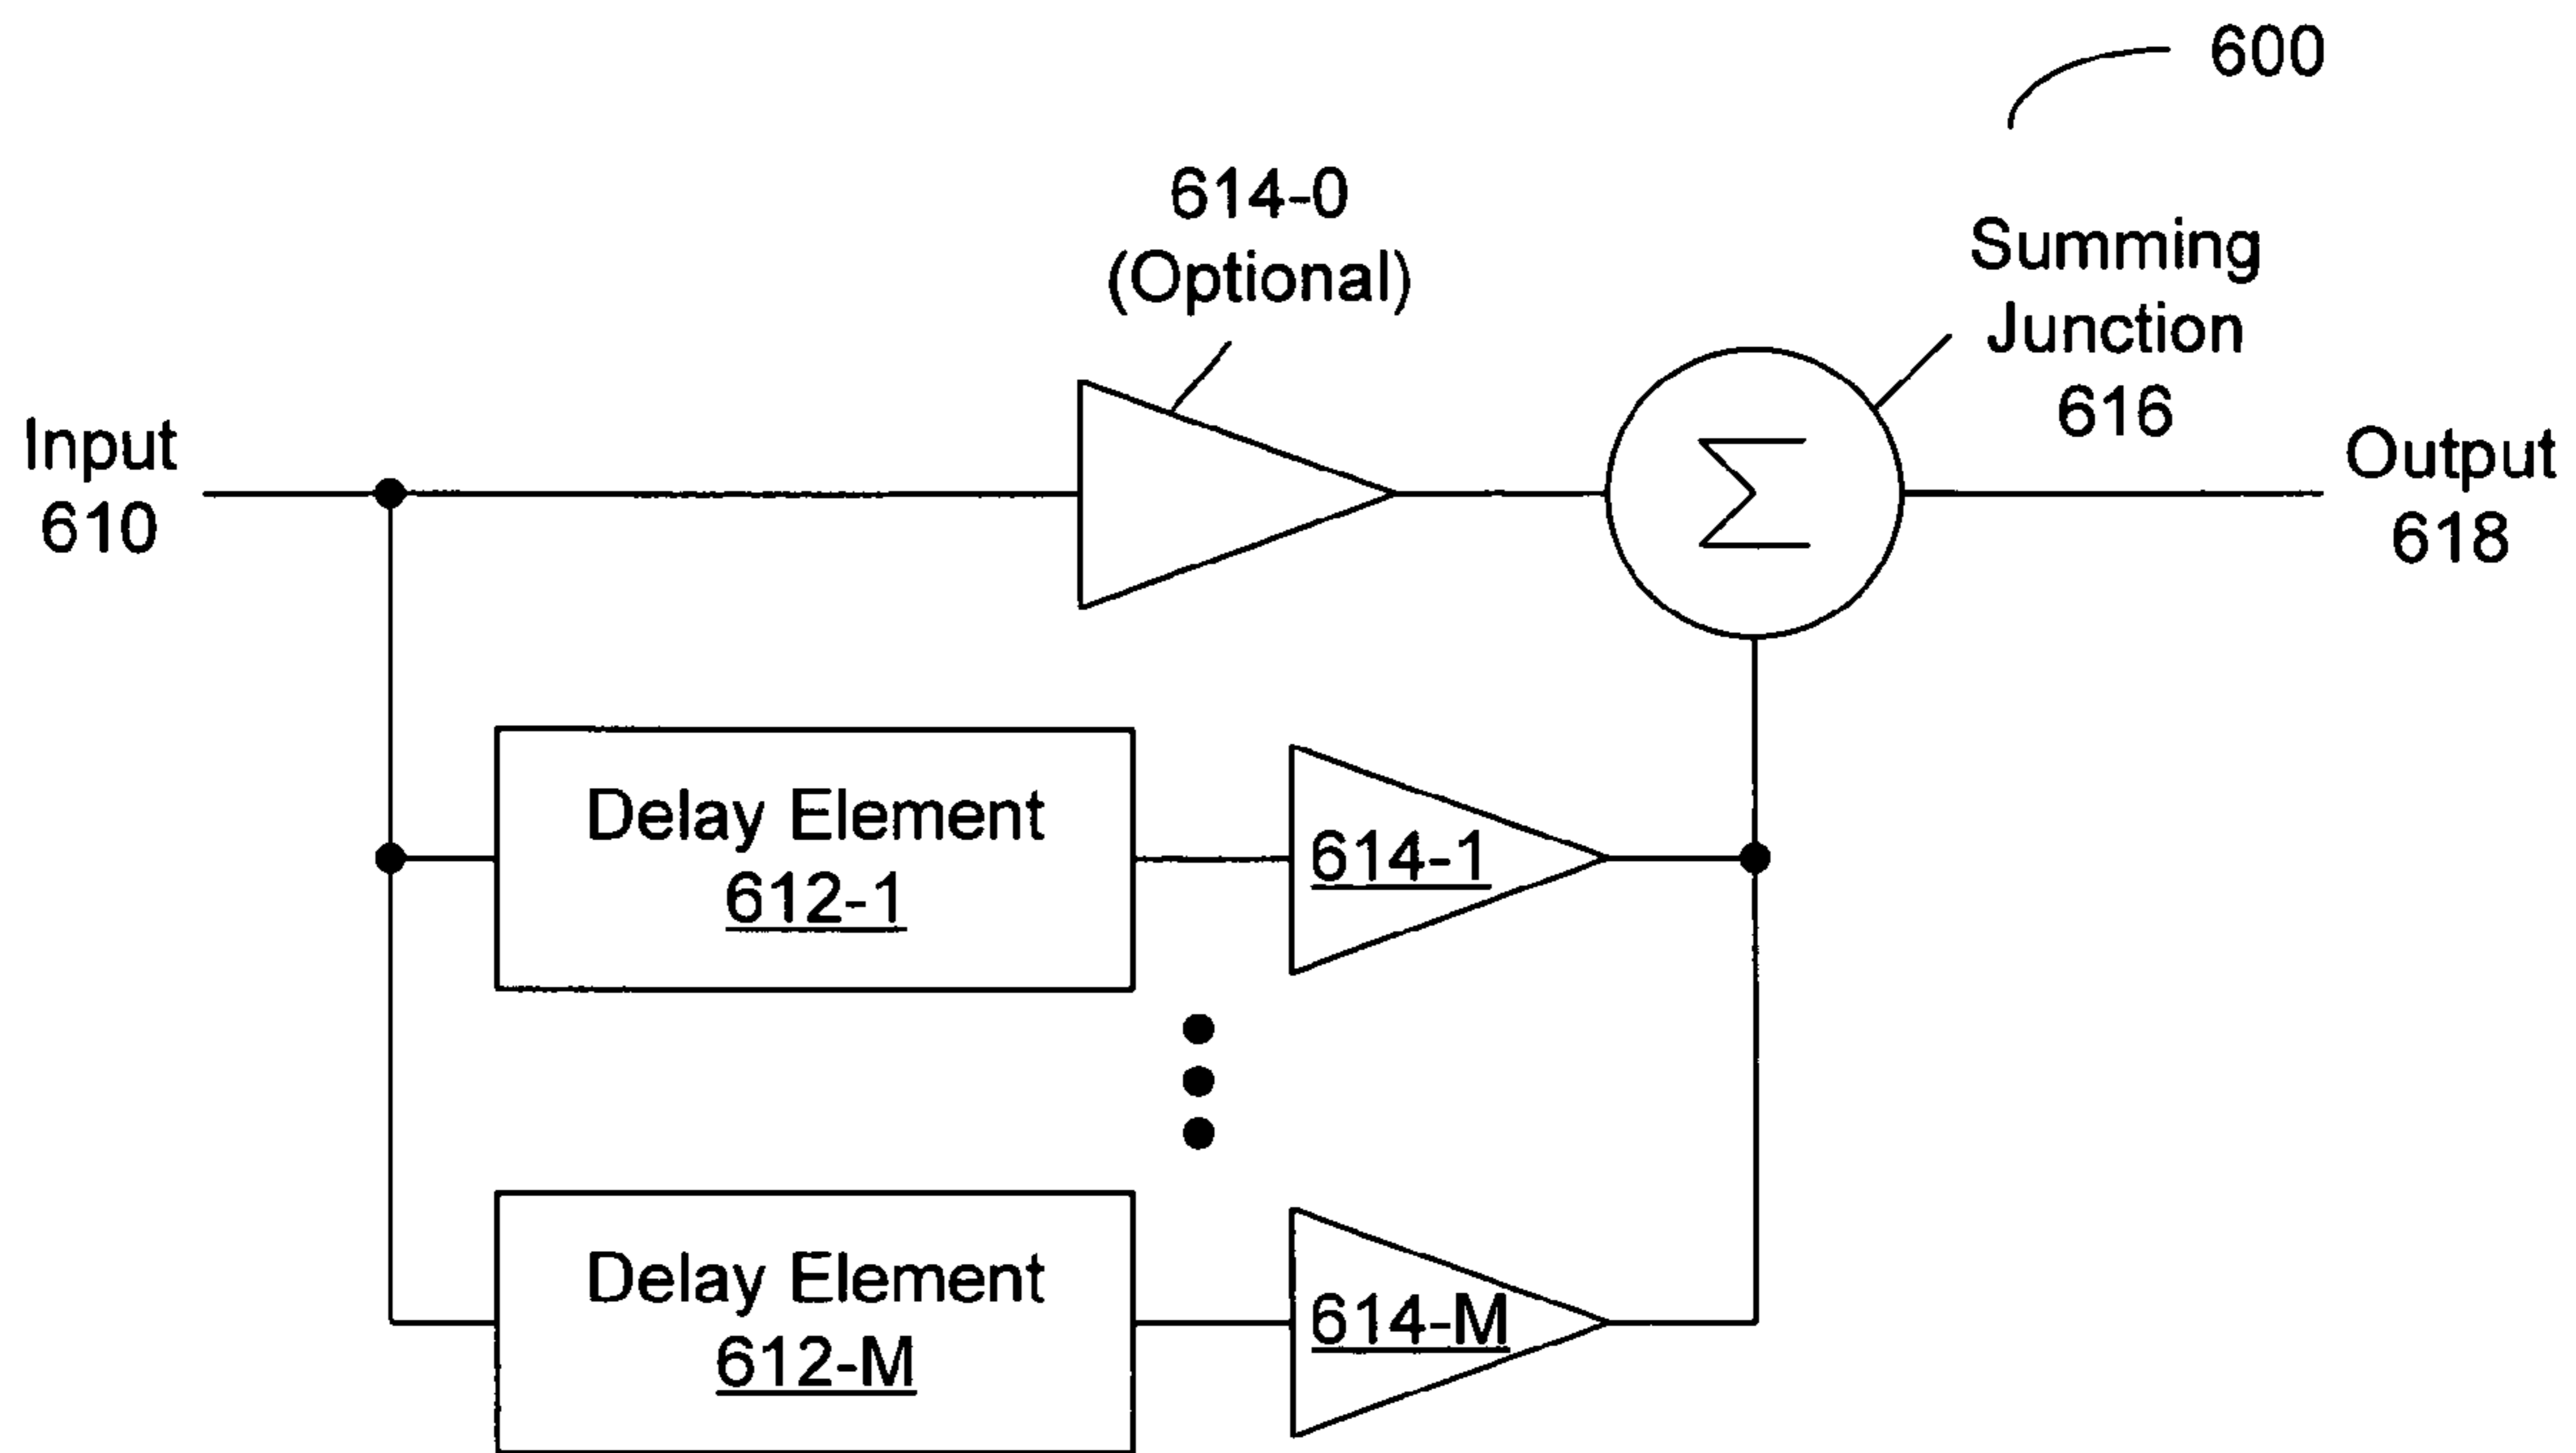 600
614-0
(Optional)
Summing
Junction
616
Input
610
Σ
Output
618
Delay Element
612-1
614-1
Delay Element
612-M
614-M